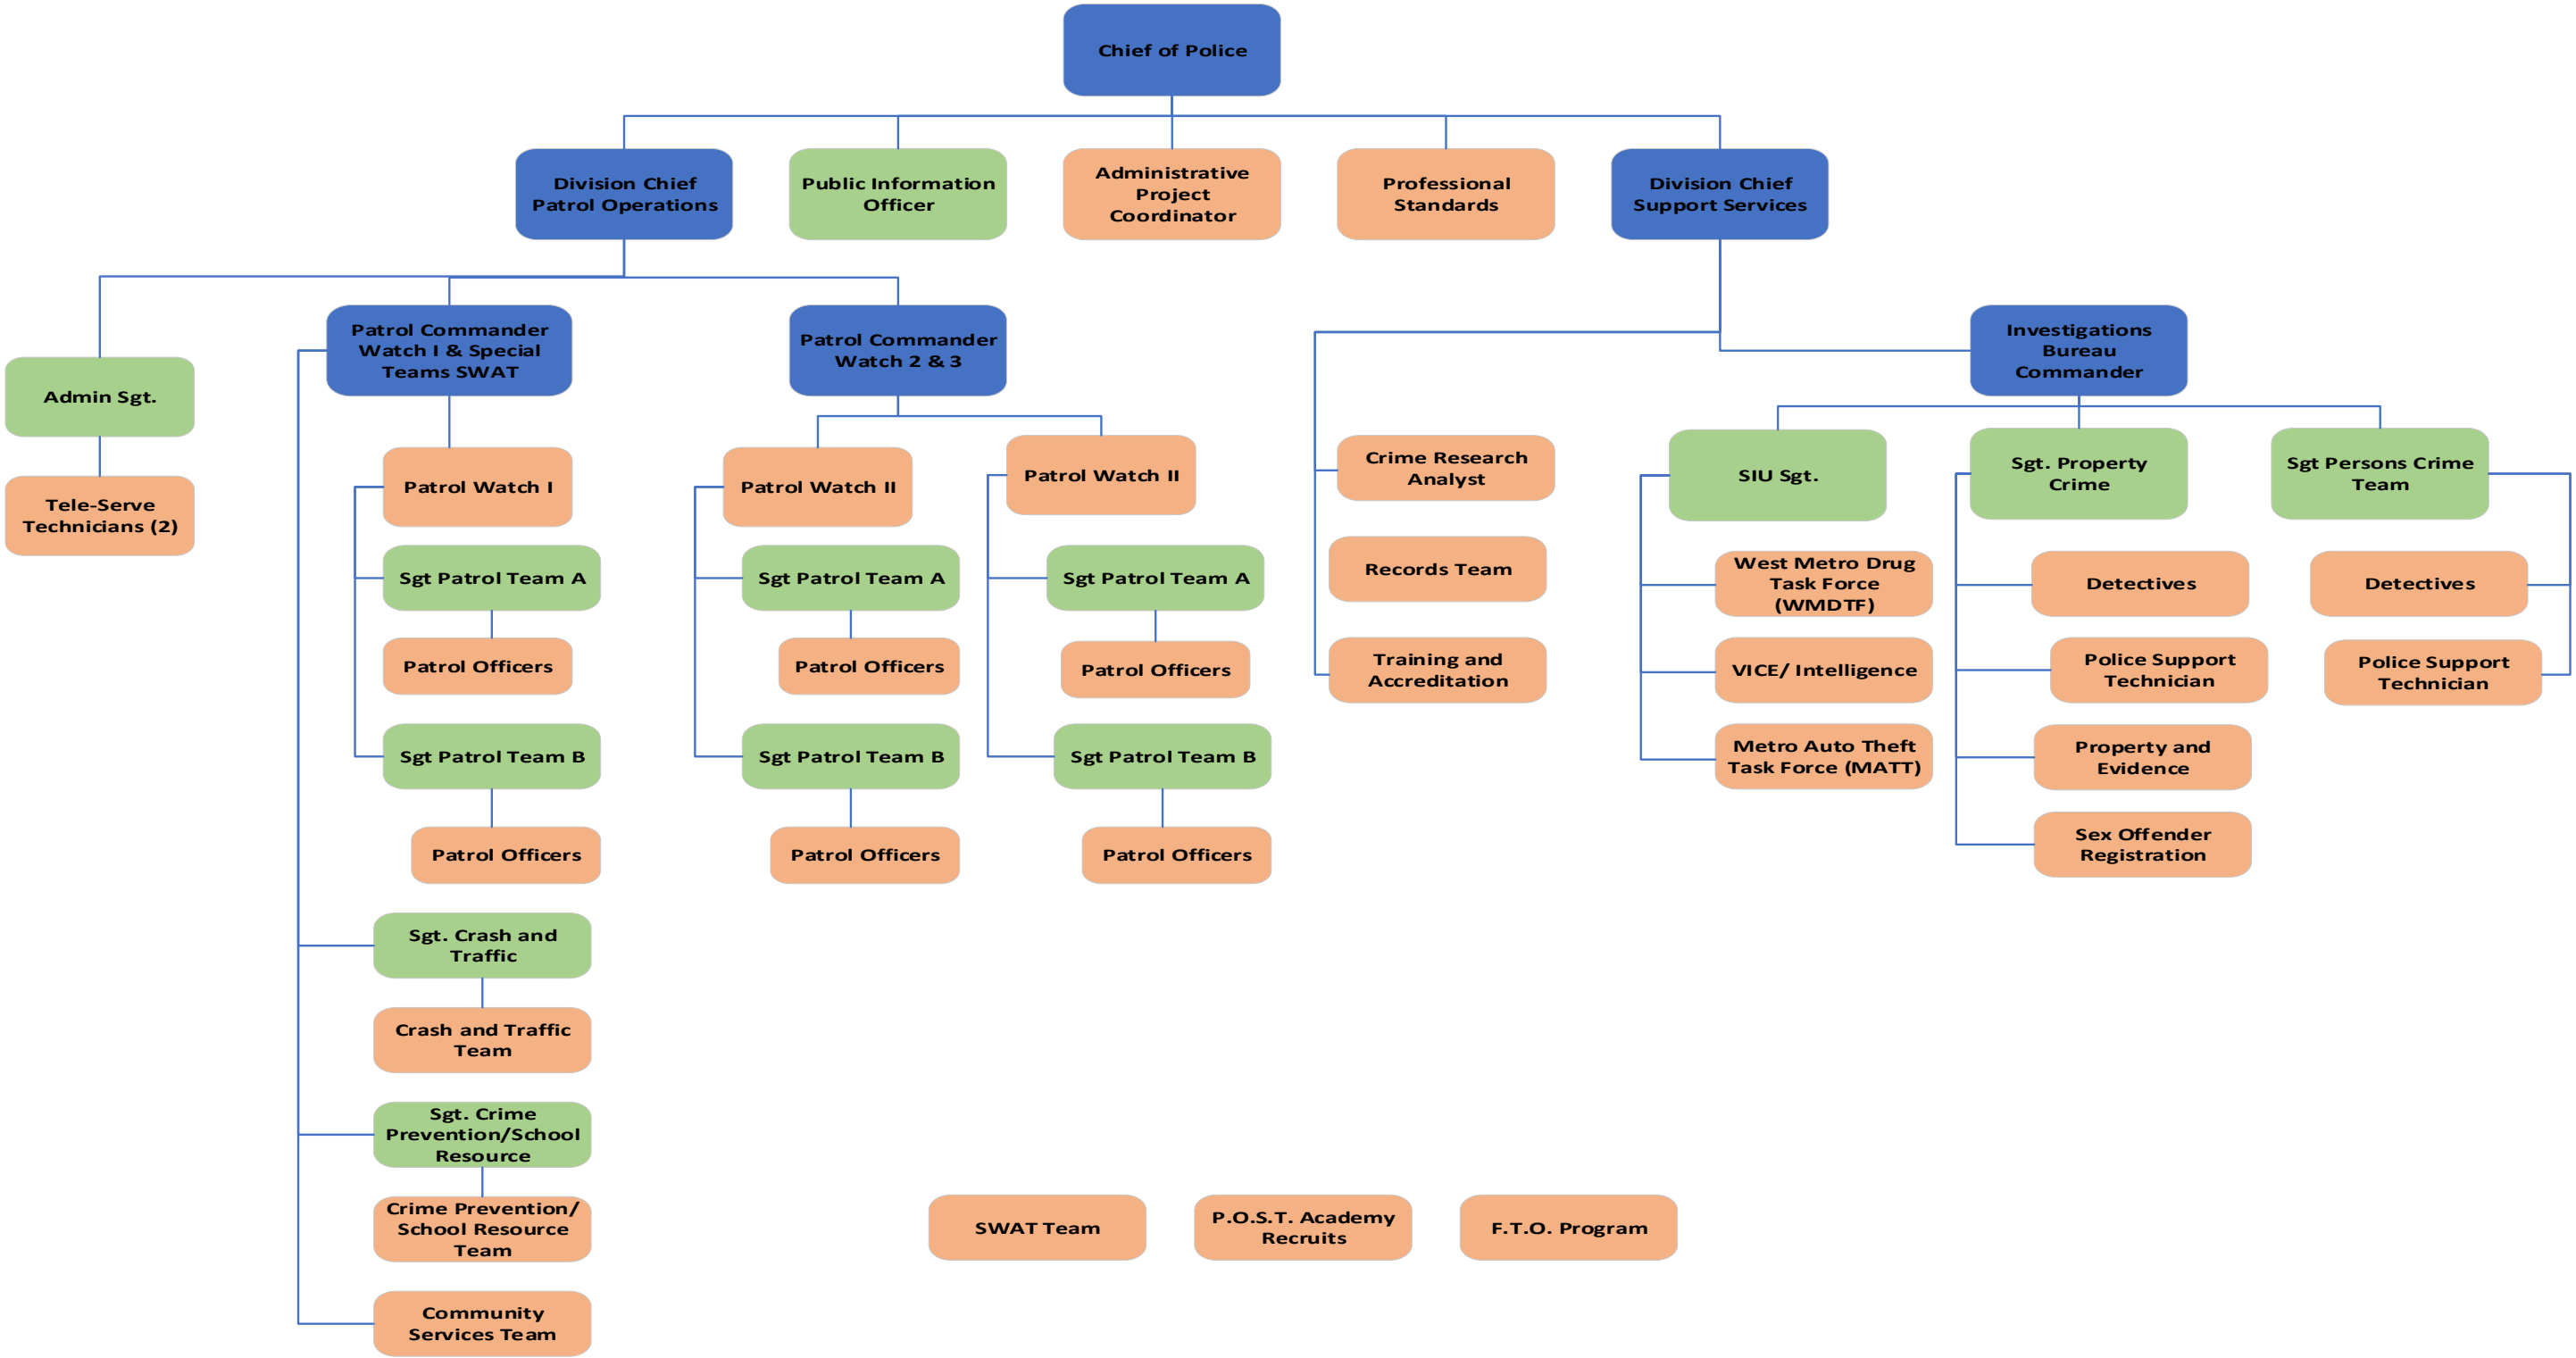 Chief of Police
Division Chief
Patrol Operations
Public Information
Officer
Administrative
Project
Coordinator
Professional
Standards
Division Chief
Support Services
Admin Sgt.
Tele-Serve
Technicians (2)
Patrol Commander
Watch I & Special
Teams SWAT
Patrol Commander
Watch 2 & 3
Investigations
Bureau
Commander
Patrol Watch I
Sgt Patrol Team A
Patrol Officers
Sgt Patrol Team B
Patrol Officers
Sgt. Crash and
Traffic
Crash and Traffic
Team
Sgt. Crime
Prevention/School
Resource
Crime Prevention/
School Resource
Team
Community
Services Team
Patrol Watch II
Sgt Patrol Team A
Patrol Officers
Sgt Patrol Team B
Patrol Officers
Patrol Watch II
Sgt Patrol Team A
Patrol Officers
Sgt Patrol Team B
Patrol Officers
Crime Research
Analyst
Records Team
Training and
Accreditation
SIU Sgt.
West Metro Drug
Task Force
(WMDTF)
VICE/ Intelligence
Metro Auto Theft
Task Force (MATT)
Sgt. Property
Crime
Detectives
Police Support
Technician
Property and
Evidence
Sex Offender
Registration
Sgt Persons Crime
Team
Detectives
Police Support
Technician
SWAT Team
P.O.S.T. Academy
Recruits
F.T.O. Program